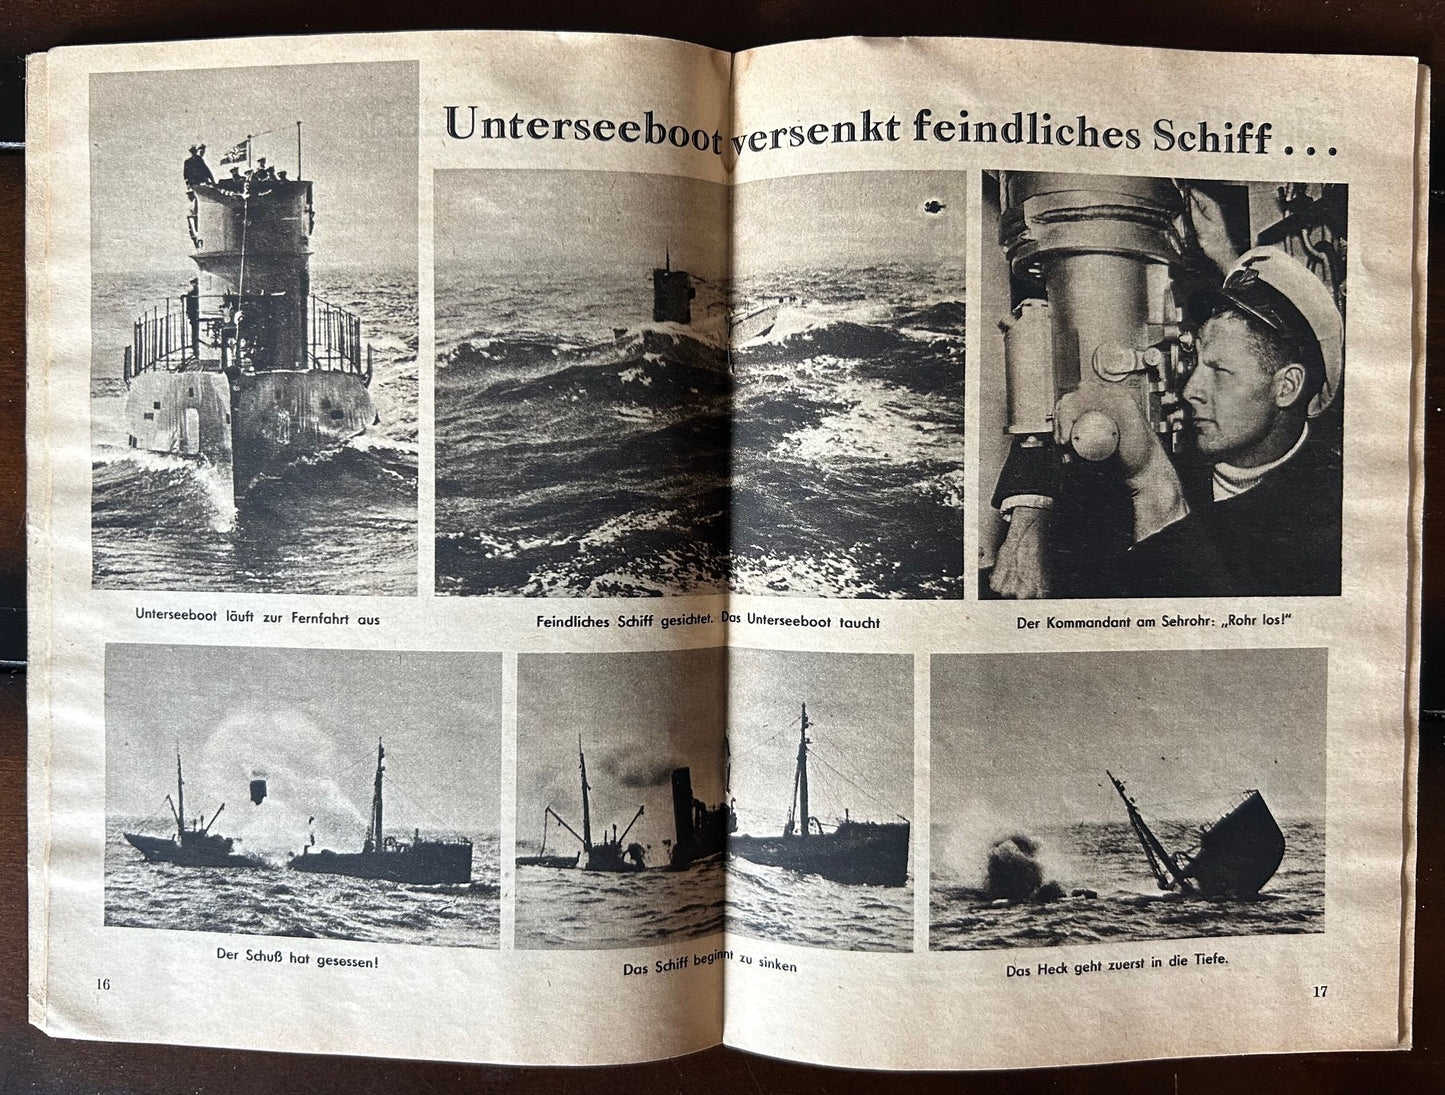 Unterseeboot versenkt feindliches Schiff . . .
Unterseeboot läuft zur Fernfahrt aus
Feindliches Schiff gesichtet. Das Unterseeboot taucht
Der Kommandant am Sehrohr: „Rohr los!“
Der Schuß hat gesessen!
Das Schiff beginnt zu sinken
Das Heck geht zuerst in die Tiefe.
16
17